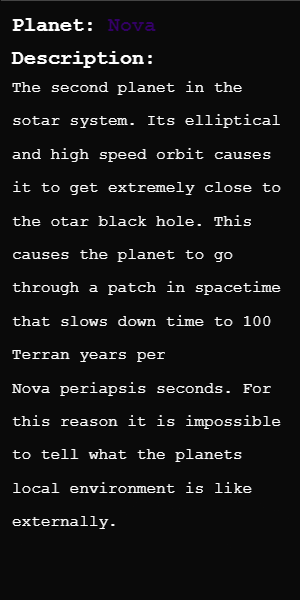 Planet: Nova
Description:
The second planet in the
sotar system. Its elliptical
and high speed orbit causes
it to get extremely close to
the otar black hole. This
causes the planet to go
through a patch in spacetime
that slows down time to 100
Terran years per
Nova periapsis seconds. For
this reason it is impossible
to tell what the planets
local environment is like
externally.